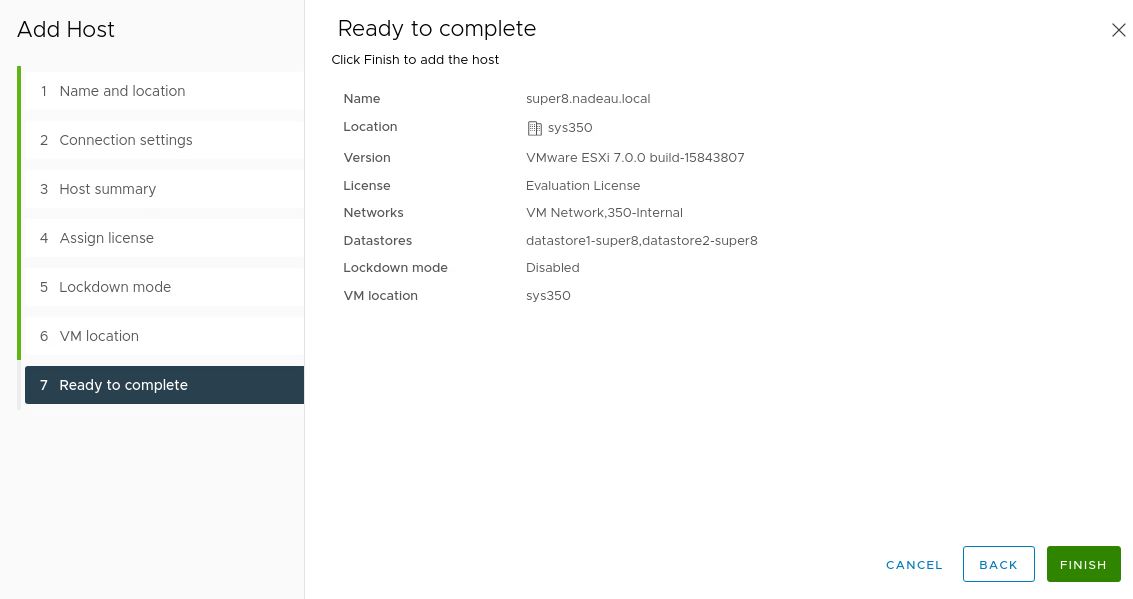 Add Host
1 Name and location
2 Connection settings
3 Host summary
4 Assign license
5 Lockdown mode
6 VM location
7 Ready to complete
Ready to complete
Click Finish to add the host
Name super8.nadeau.local
Location sys350
Version VMware ESXi 7.0.0 build-15843807
License Evaluation License
Networks VM Network,350-Internal
Datastores datastore1-super8,datastore2-super8
Lockdown mode Disabled
VM location sys350
CANCEL BACK FINISH